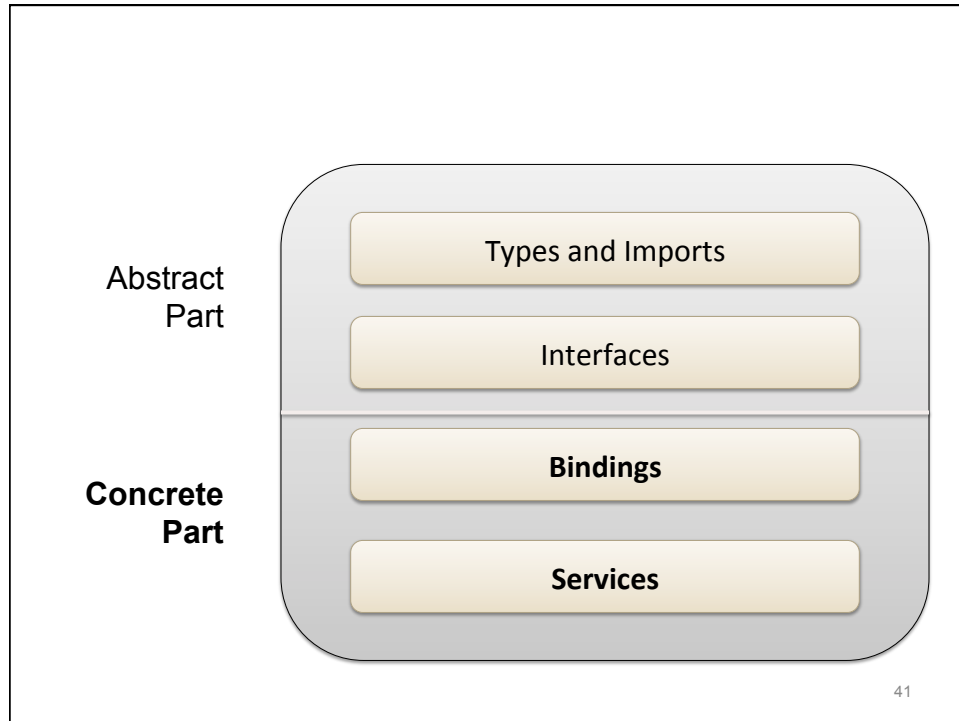 Types and Imports
Abstract
Part
Interfaces
Bindings
Concrete
Part
Services
41